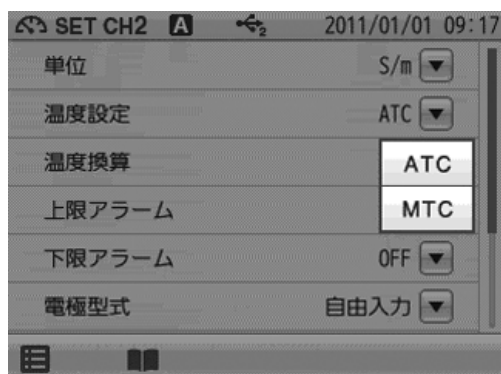 SET CH2 A 2 2011/01/01 09:17
単位 S/m
温度設定 ATC
温度換算 ATC
上限アラーム MTC
下限アラーム OFF
電極型式 自由入力